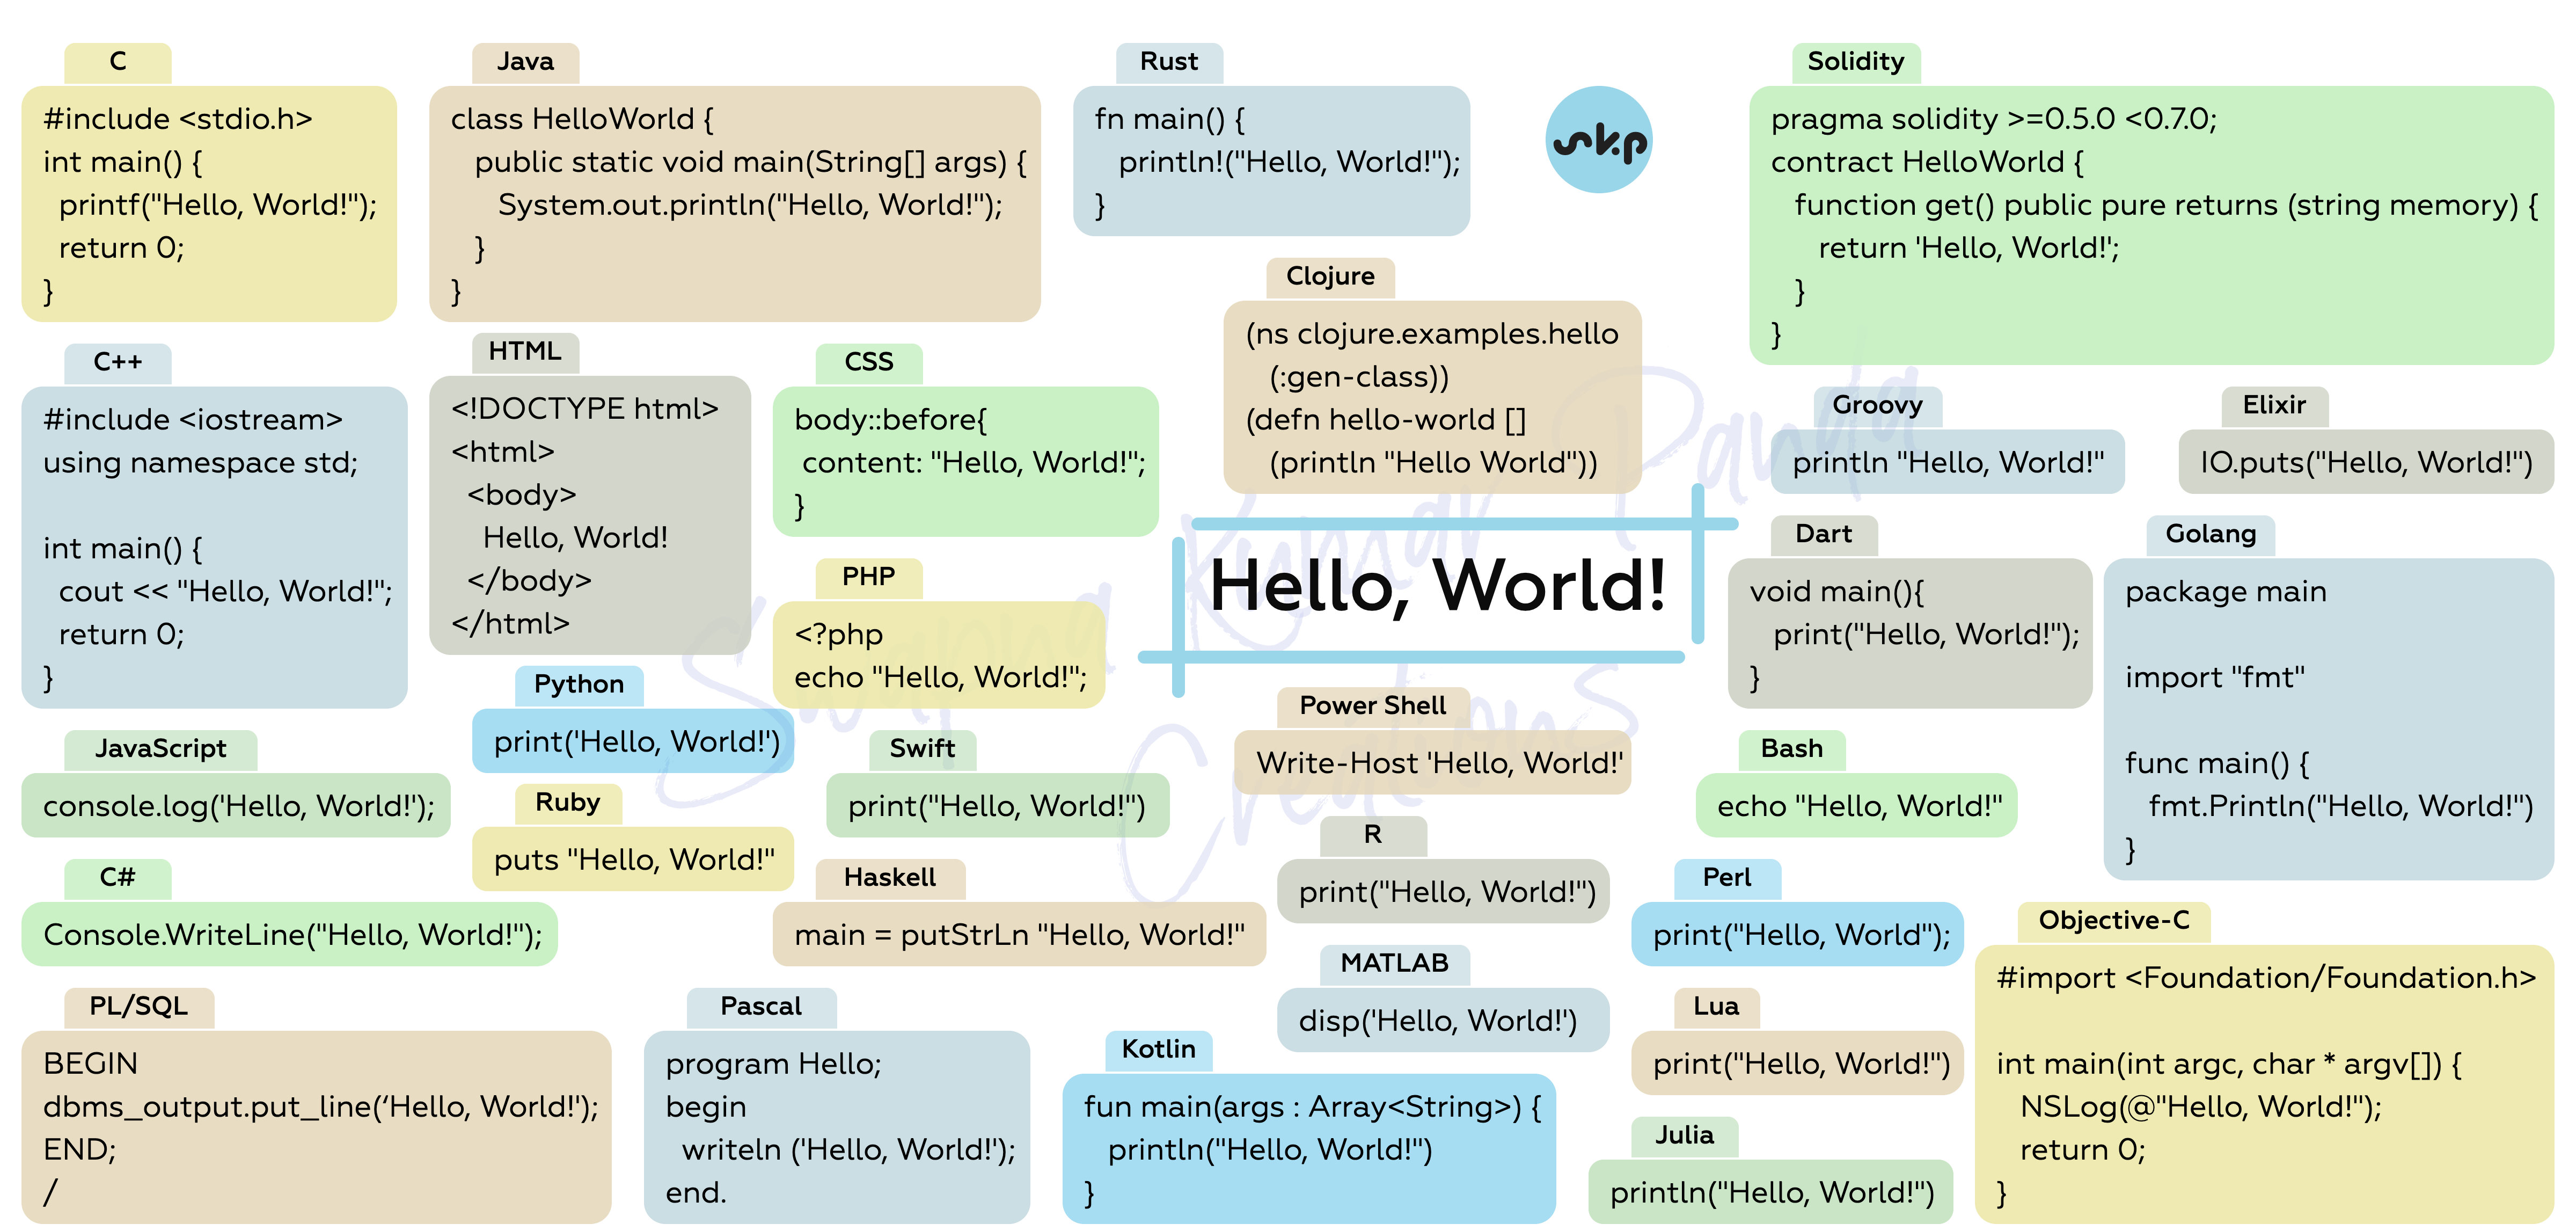 C
#include <stdio.h>
int main() {
printf("Hello, World!");
return 0;
}
Java
class HelloWorld {
public static void main(String[] args) {
System.out.println("Hello, World!");
}
}
Rust
fn main() {
println!("Hello, World!");
}
skp
Solidity
pragma solidity >=0.5.0 <0.7.0;
contract HelloWorld {
function get() public pure returns (string memory) {
return 'Hello, World!';
}
}
Clojure
(ns clojure.examples.hello
(:gen-class))
(defn hello-world []
(println "Hello World"))
C++
#include <iostream>
using namespace std;
int main() {
cout << "Hello, World!";
return 0;
}
HTML
<!DOCTYPE html>
<html>
<body>
Hello, World!
</body>
</html>
CSS
body::before{
content: "Hello, World!";
}
Groovy
println "Hello, World!"
Elixir
IO.puts("Hello, World!")
PHP
<?php
echo "Hello, World!";
Hello, World!
Dart
void main(){
print("Hello, World!");
}
Golang
package main
import "fmt"
func main() {
fmt.Println("Hello, World!")
}
Python
print('Hello, World!')
JavaScript
console.log('Hello, World!');
Swift
print("Hello, World!")
Power Shell
Write-Host 'Hello, World!'
Bash
echo "Hello, World!"
Ruby
puts "Hello, World!"
R
print("Hello, World!")
C#
Console.WriteLine("Hello, World!");
Haskell
main = putStrLn "Hello, World!"
Perl
print("Hello, World");
Objective-C
#import <Foundation/Foundation.h>
int main(int argc, char * argv[]) {
NSLog(@"Hello, World!");
return 0;
}
MATLAB
disp('Hello, World!')
PL/SQL
BEGIN
dbms_output.put_line(‘Hello, World!');
END;
/
Pascal
program Hello;
begin
writeln ('Hello, World!');
end.
Kotlin
fun main(args : Array<String>) {
println("Hello, World!")
}
Lua
print("Hello, World!")
Julia
println("Hello, World!")
Kumar Panda
Creations